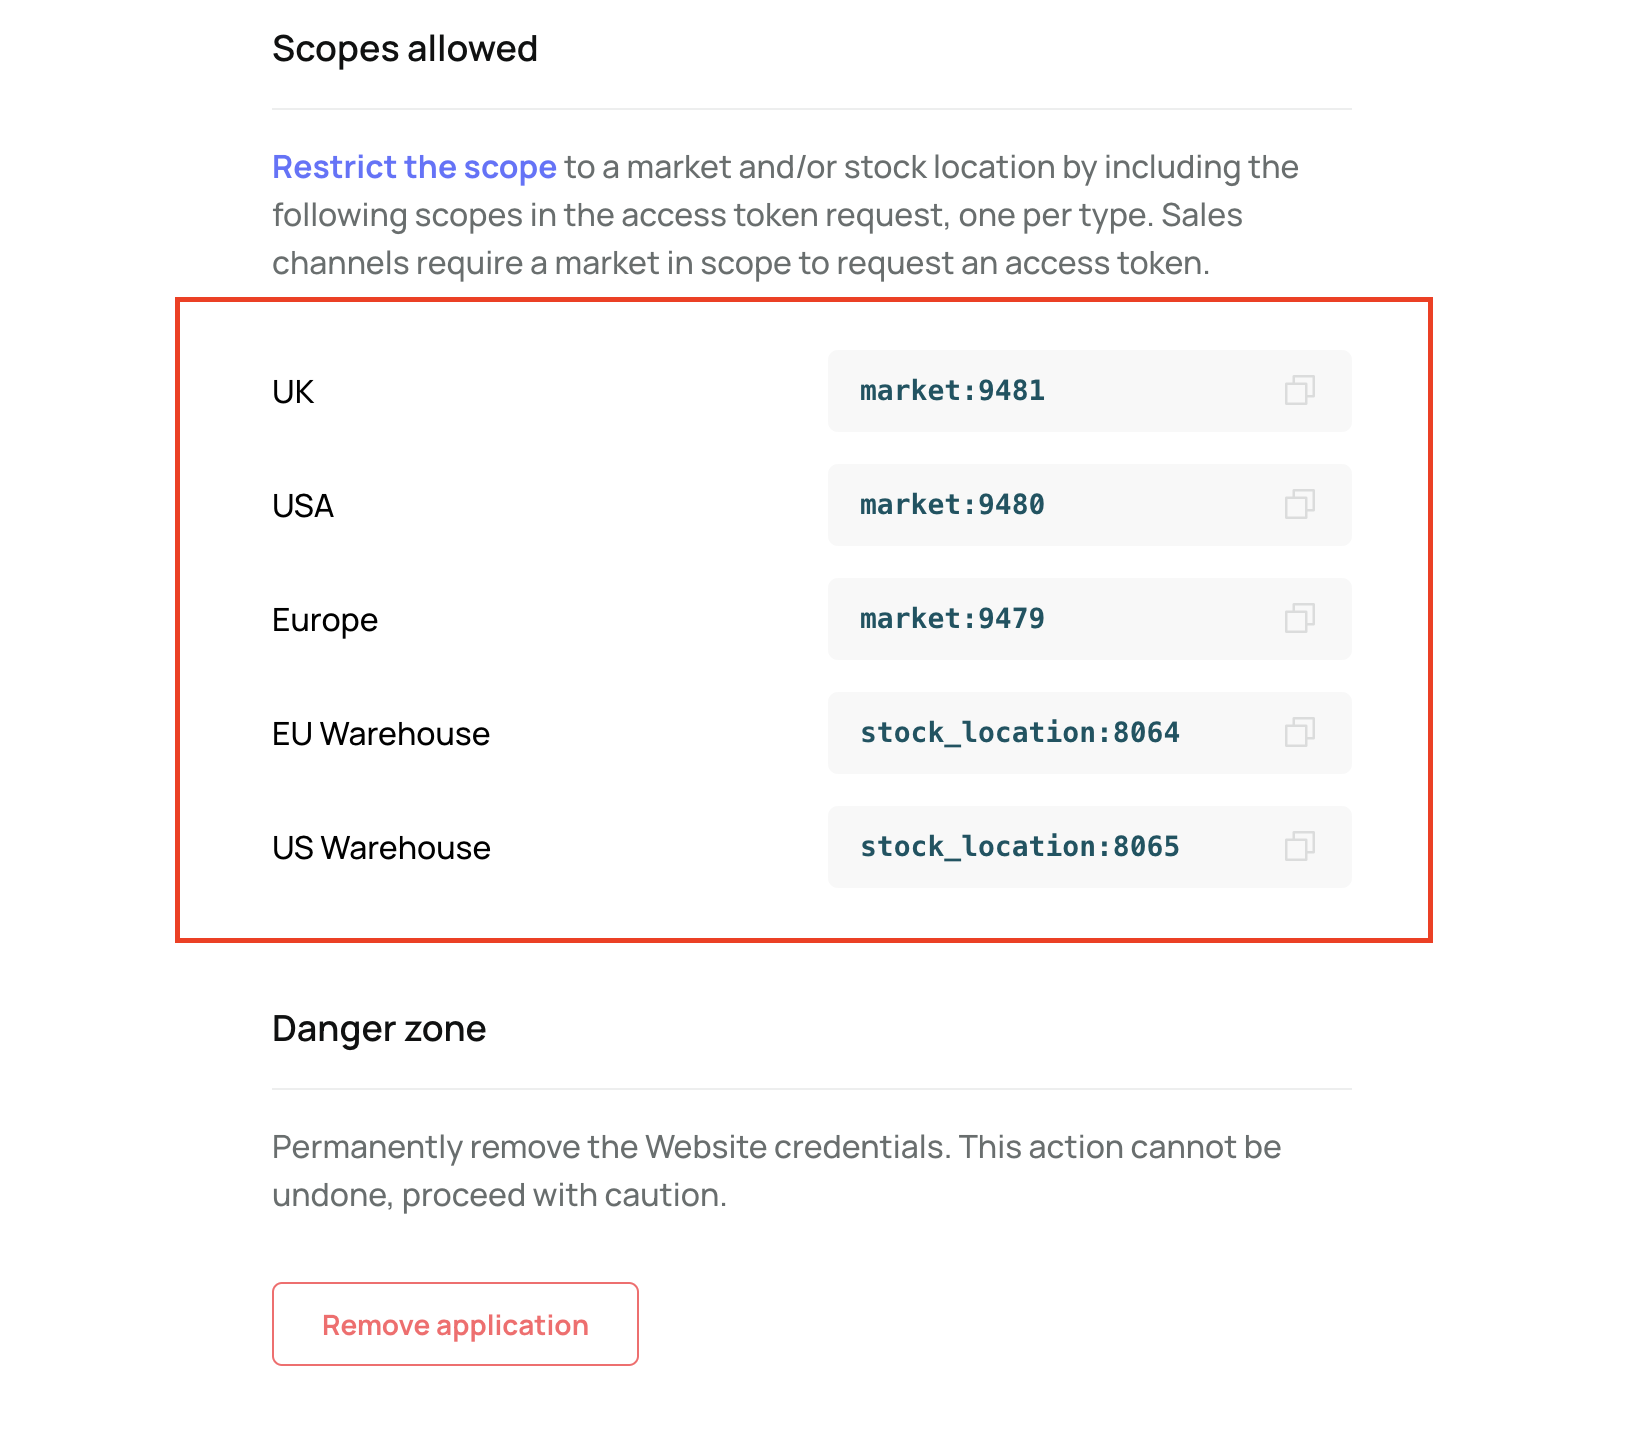 Scopes allowed
Restrict the scope to a market and/or stock location by including the
following scopes in the access token request, one per type. Sales
channels require a market in scope to request an access token.
UK market:9481
USA market:9480
Europe market:9479
EU Warehouse stock_location:8064
US Warehouse stock_location:8065
Danger zone
Permanently remove the Website credentials. This action cannot be
undone, proceed with caution.
Remove application